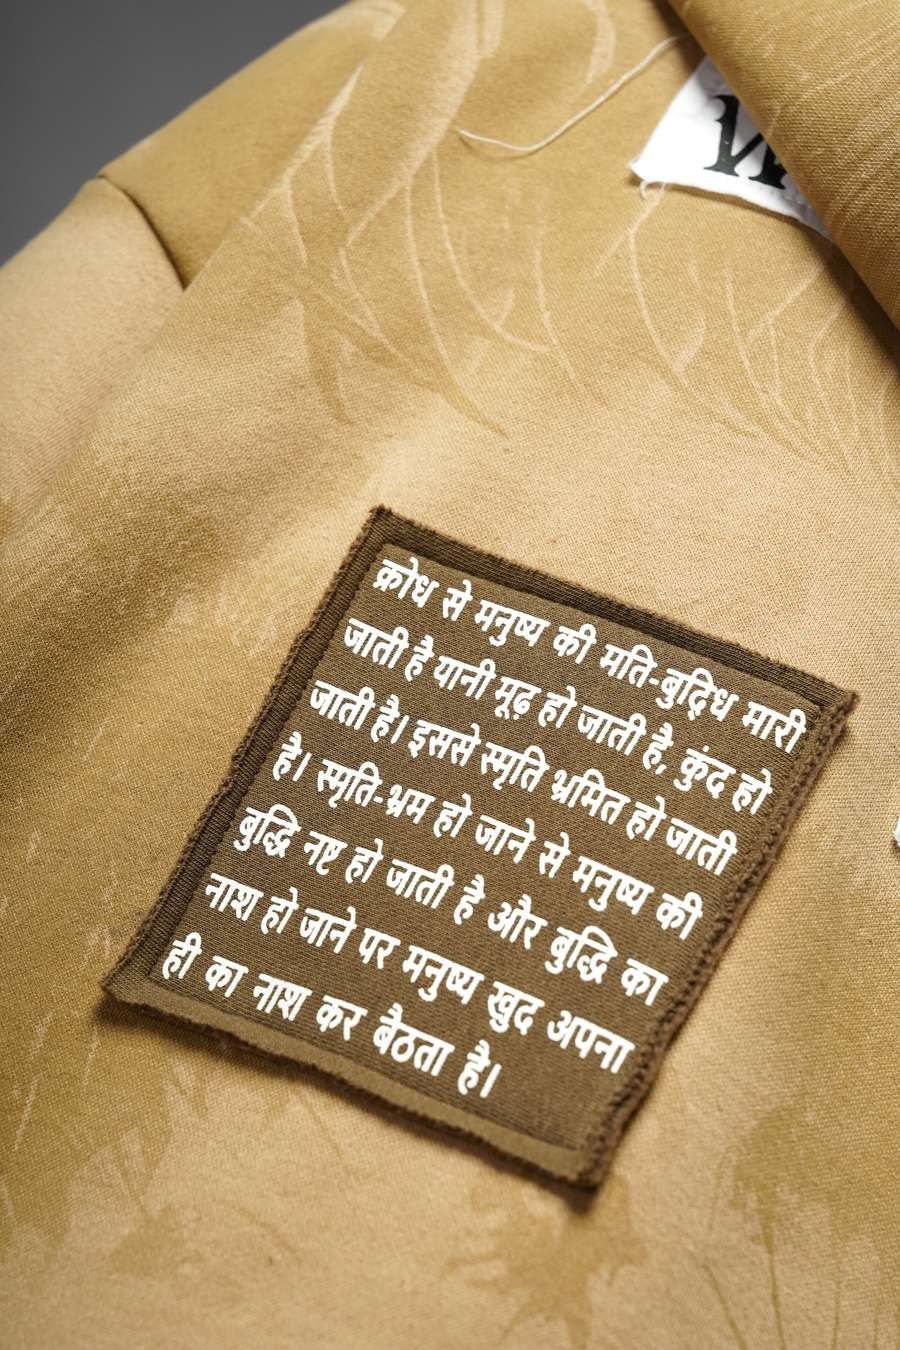 क्रोध से मनुष्य की मति-बुदि्ध मारी
जाती है यानी मूढ़ हो जाती है, कुंद हो
जाती है। इससे स्मृति भ्रमित हो जाती
है। स्मृति-भ्रम हो जाने से मनुष्य की
बुद्धि नष्ट हो जाती है और बुद्धि का
नाश हो जाने पर मनुष्य खुद अपना
ही का नाश कर बैठता है।